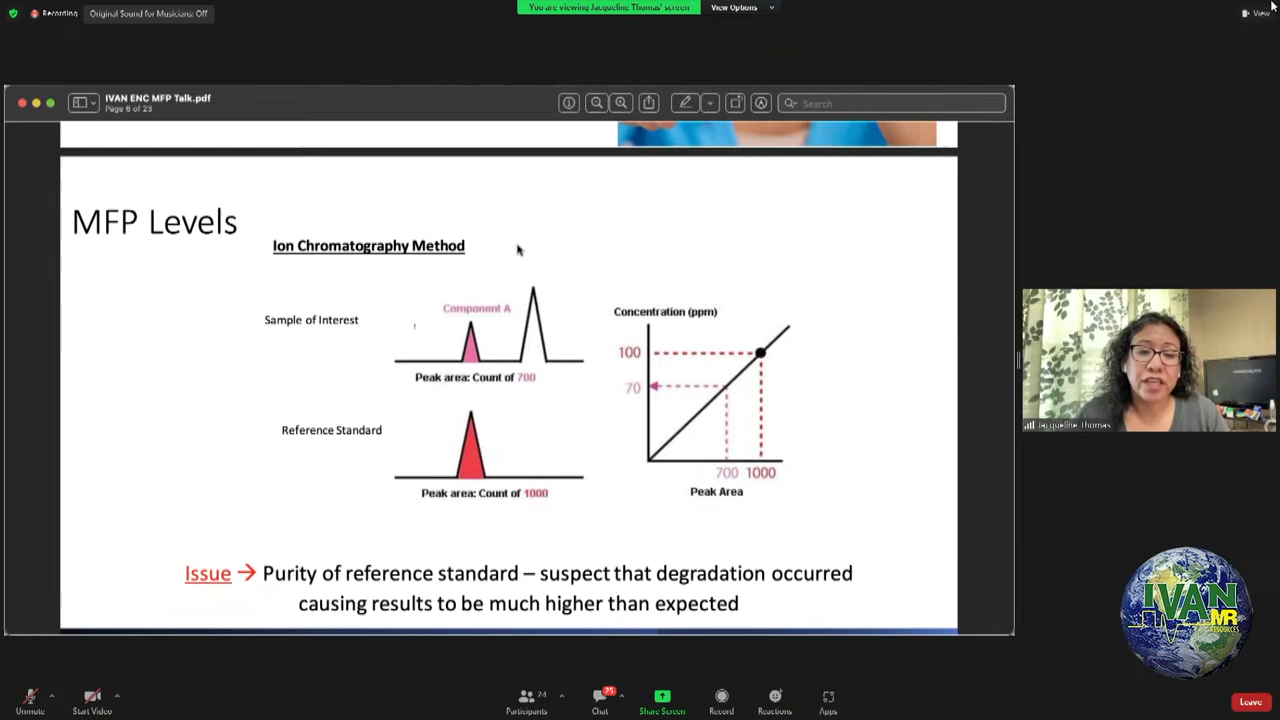 Recording
Original Sound for Musicians: Off
You are viewing Jacqueline Thomas' screen
View Options
View
IVAN ENC MFP Talk.pdf
Page 6 of 23
Search
MFP Levels
Ion Chromatography Method
Sample of Interest
Component A
Peak area: Count of 700
Reference Standard
Peak area: Count of 1000
Concentration (ppm)
100
70
700 1000
Peak Area
Issue → Purity of reference standard – suspect that degradation occurred
causing results to be much higher than expected
Jacqueline Thomas
IVAN
MR
RESOURCES
Unmute
Start Video
Participants
24
Chat
25
Share Screen
Record
Reactions
Apps
Leave